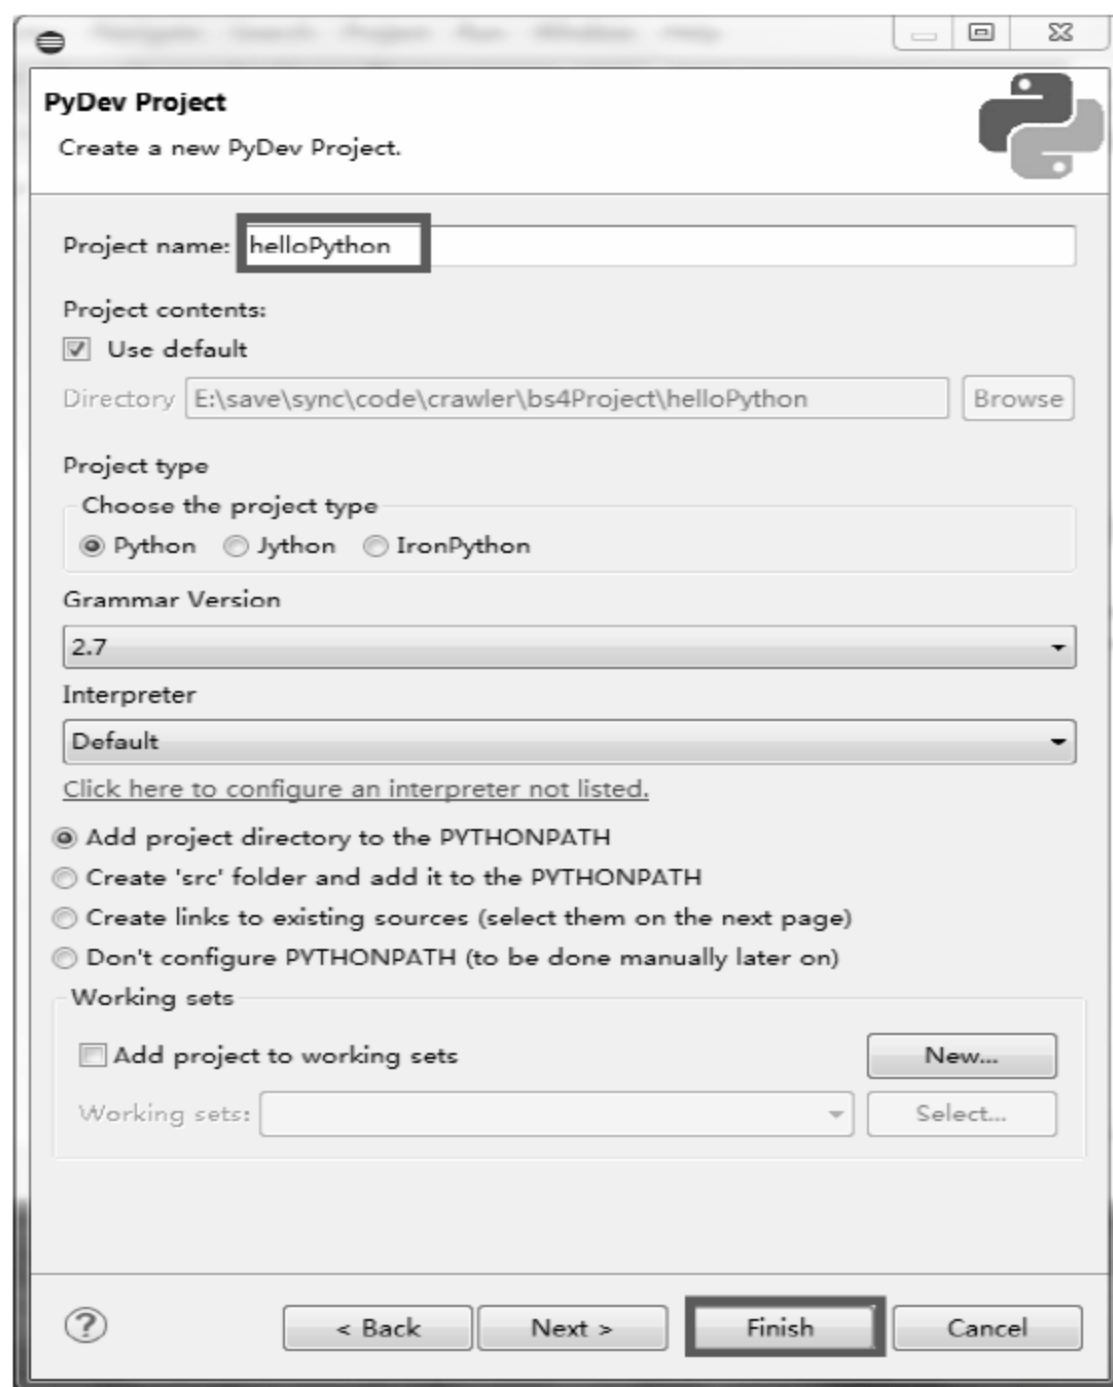 PyDev Project
Create a new PyDev Project.
Project name: helloPython
Project contents:
Use default
Directory E:\save\sync\code\crawler\bs4Project\helloPython Browse
Project type
Choose the project type
Python Jython IronPython
Grammar Version
2.7
Interpreter
Default
Click here to configure an interpreter not listed.
Add project directory to the PYTHONPATH
Create 'src' folder and add it to the PYTHONPATH
Create links to existing sources (select them on the next page)
Don't configure PYTHONPATH (to be done manually later on)
Working sets
Add project to working sets New...
Working sets: Select...
? < Back Next > Finish Cancel